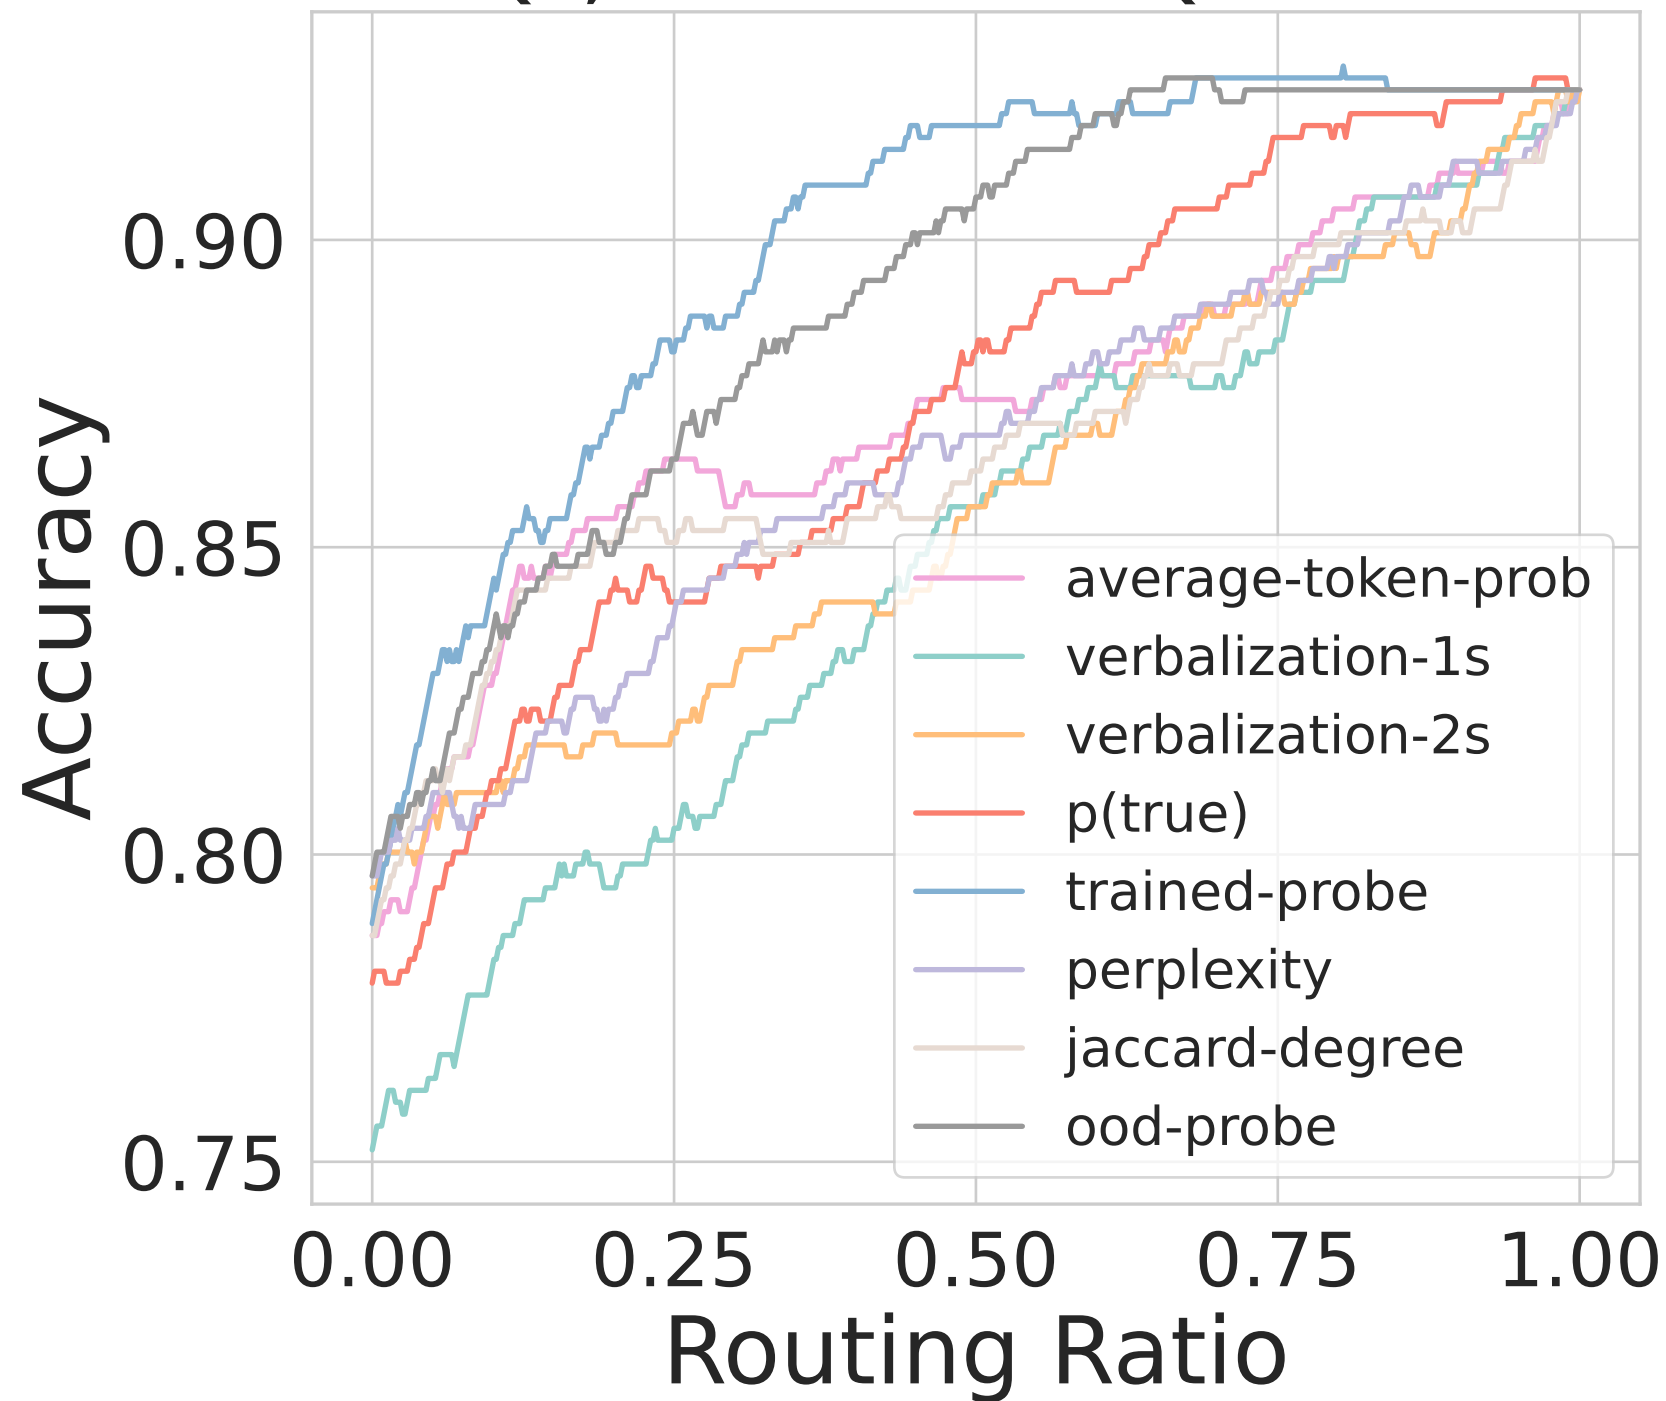 Accuracy
0.90
0.85
0.80
0.75
average-token-prob
verbalization-1s
verbalization-2s
p(true)
trained-probe
perplexity
jaccard-degree
ood-probe
0.00 0.25 0.50 0.75 1.00
Routing Ratio